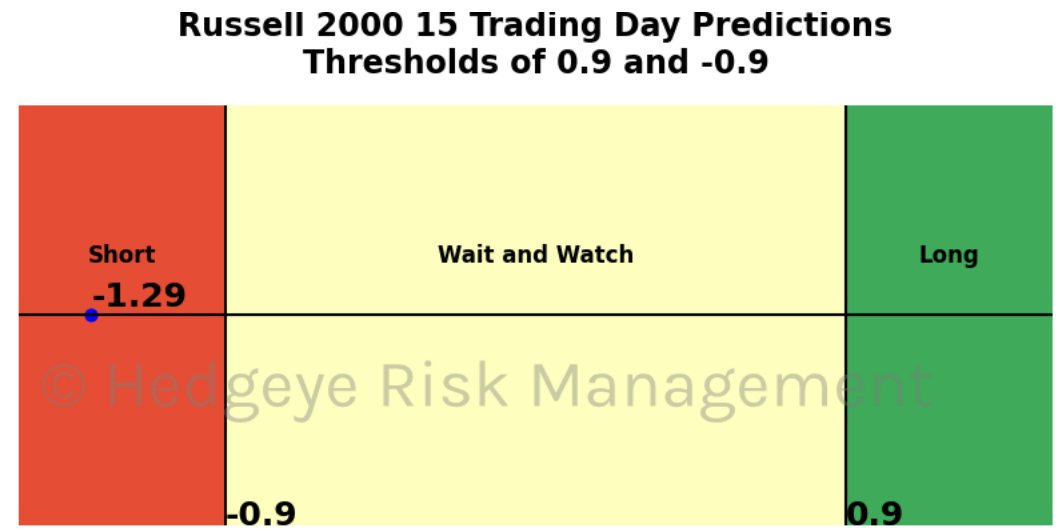 Russell 2000 15 Trading Day Predictions
Thresholds of 0.9 and -0.9
Short
Wait and Watch
Long
-1.29
© Hedgeye Risk Management
-0.9
0.9